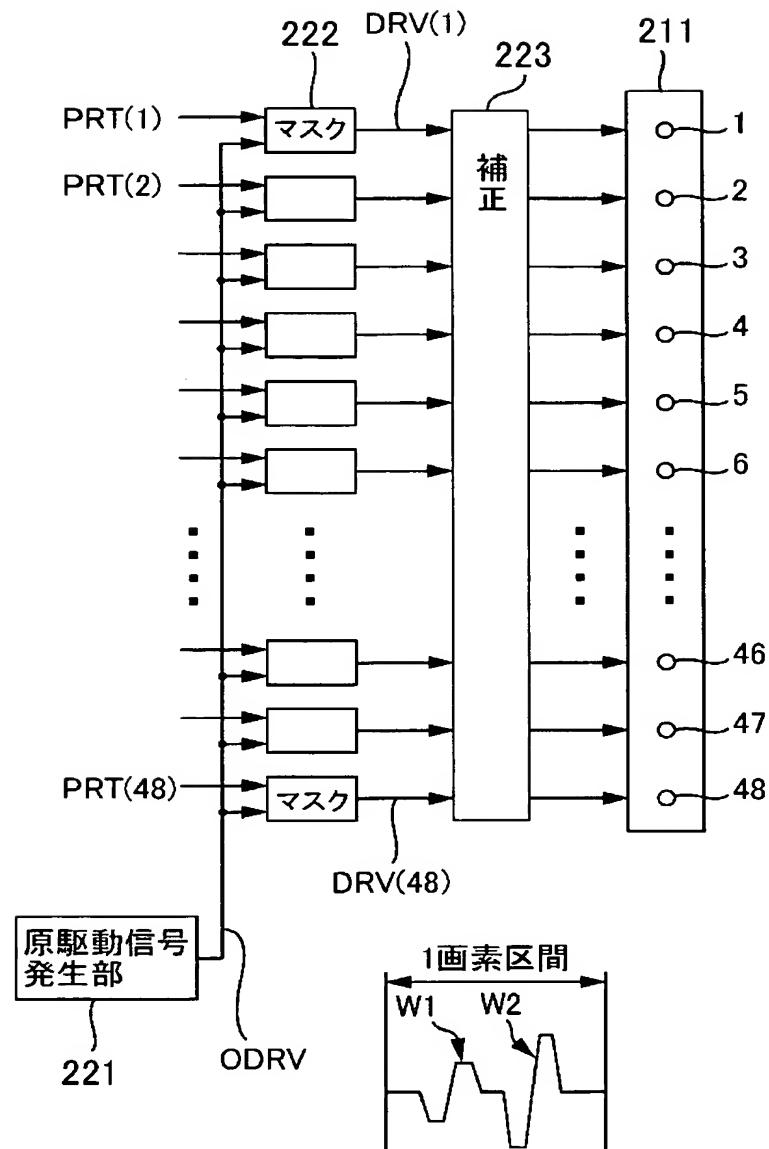 222
DRV(1)
223
211
PRT(1)
マスク
補正
1
PRT(2)
2
3
4
5
6
46
47
PRT(48)
マスク
48
DRV(48)
原駆動信号
発生部
221
ODRV
1画素区間
W1
W2